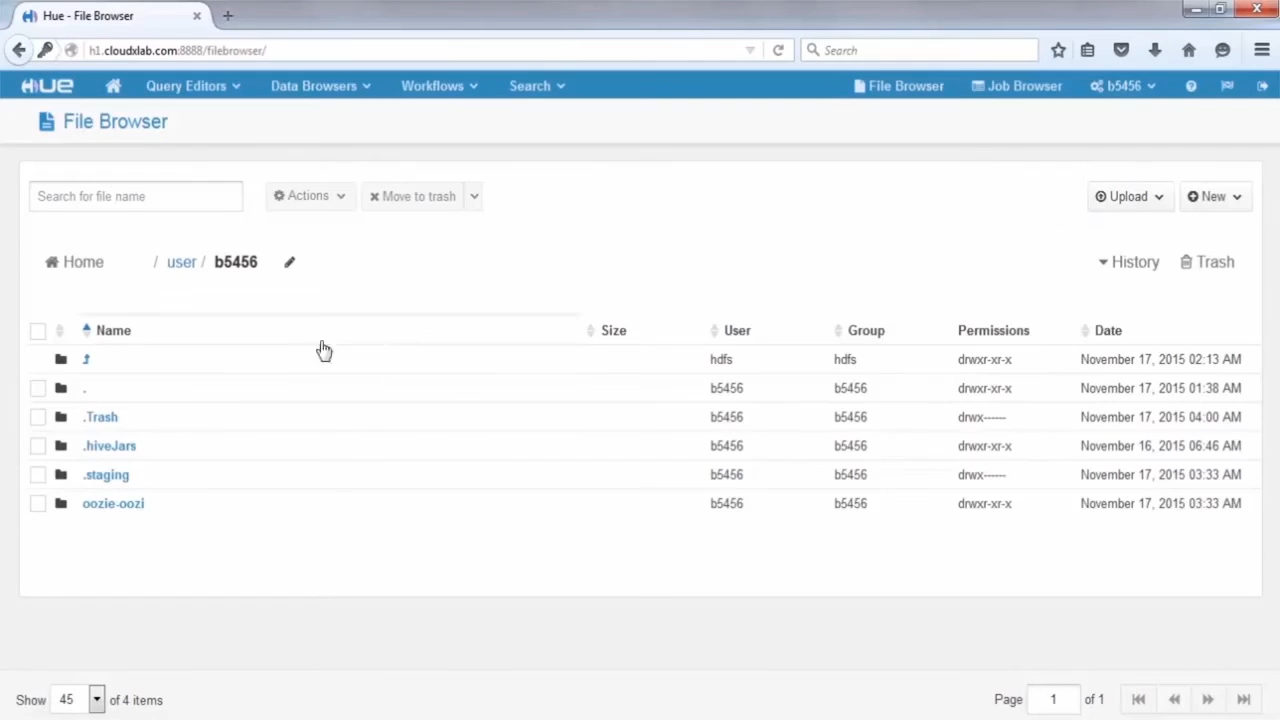 Hue - File Browser
h1.cloudxlab.com:8888/filebrowser/
Search
HUE Query Editors Data Browsers Workflows Search File Browser Job Browser b5456
File Browser
Search for file name Actions Move to trash Upload New
Home / user / b5456 History Trash
Name Size User Group Permissions Date
hdfs hdfs drwxr-xr-x November 17, 2015 02:13 AM
. b5456 b5456 drwxr-xr-x November 17, 2015 01:38 AM
.Trash b5456 b5456 drwx------ November 17, 2015 04:00 AM
.hiveJars b5456 b5456 drwxr-xr-x November 16, 2015 06:46 AM
.staging b5456 b5456 drwx------ November 17, 2015 03:33 AM
oozie-oozi b5456 b5456 drwxr-xr-x November 17, 2015 03:33 AM
Show 45 of 4 items Page 1 of 1